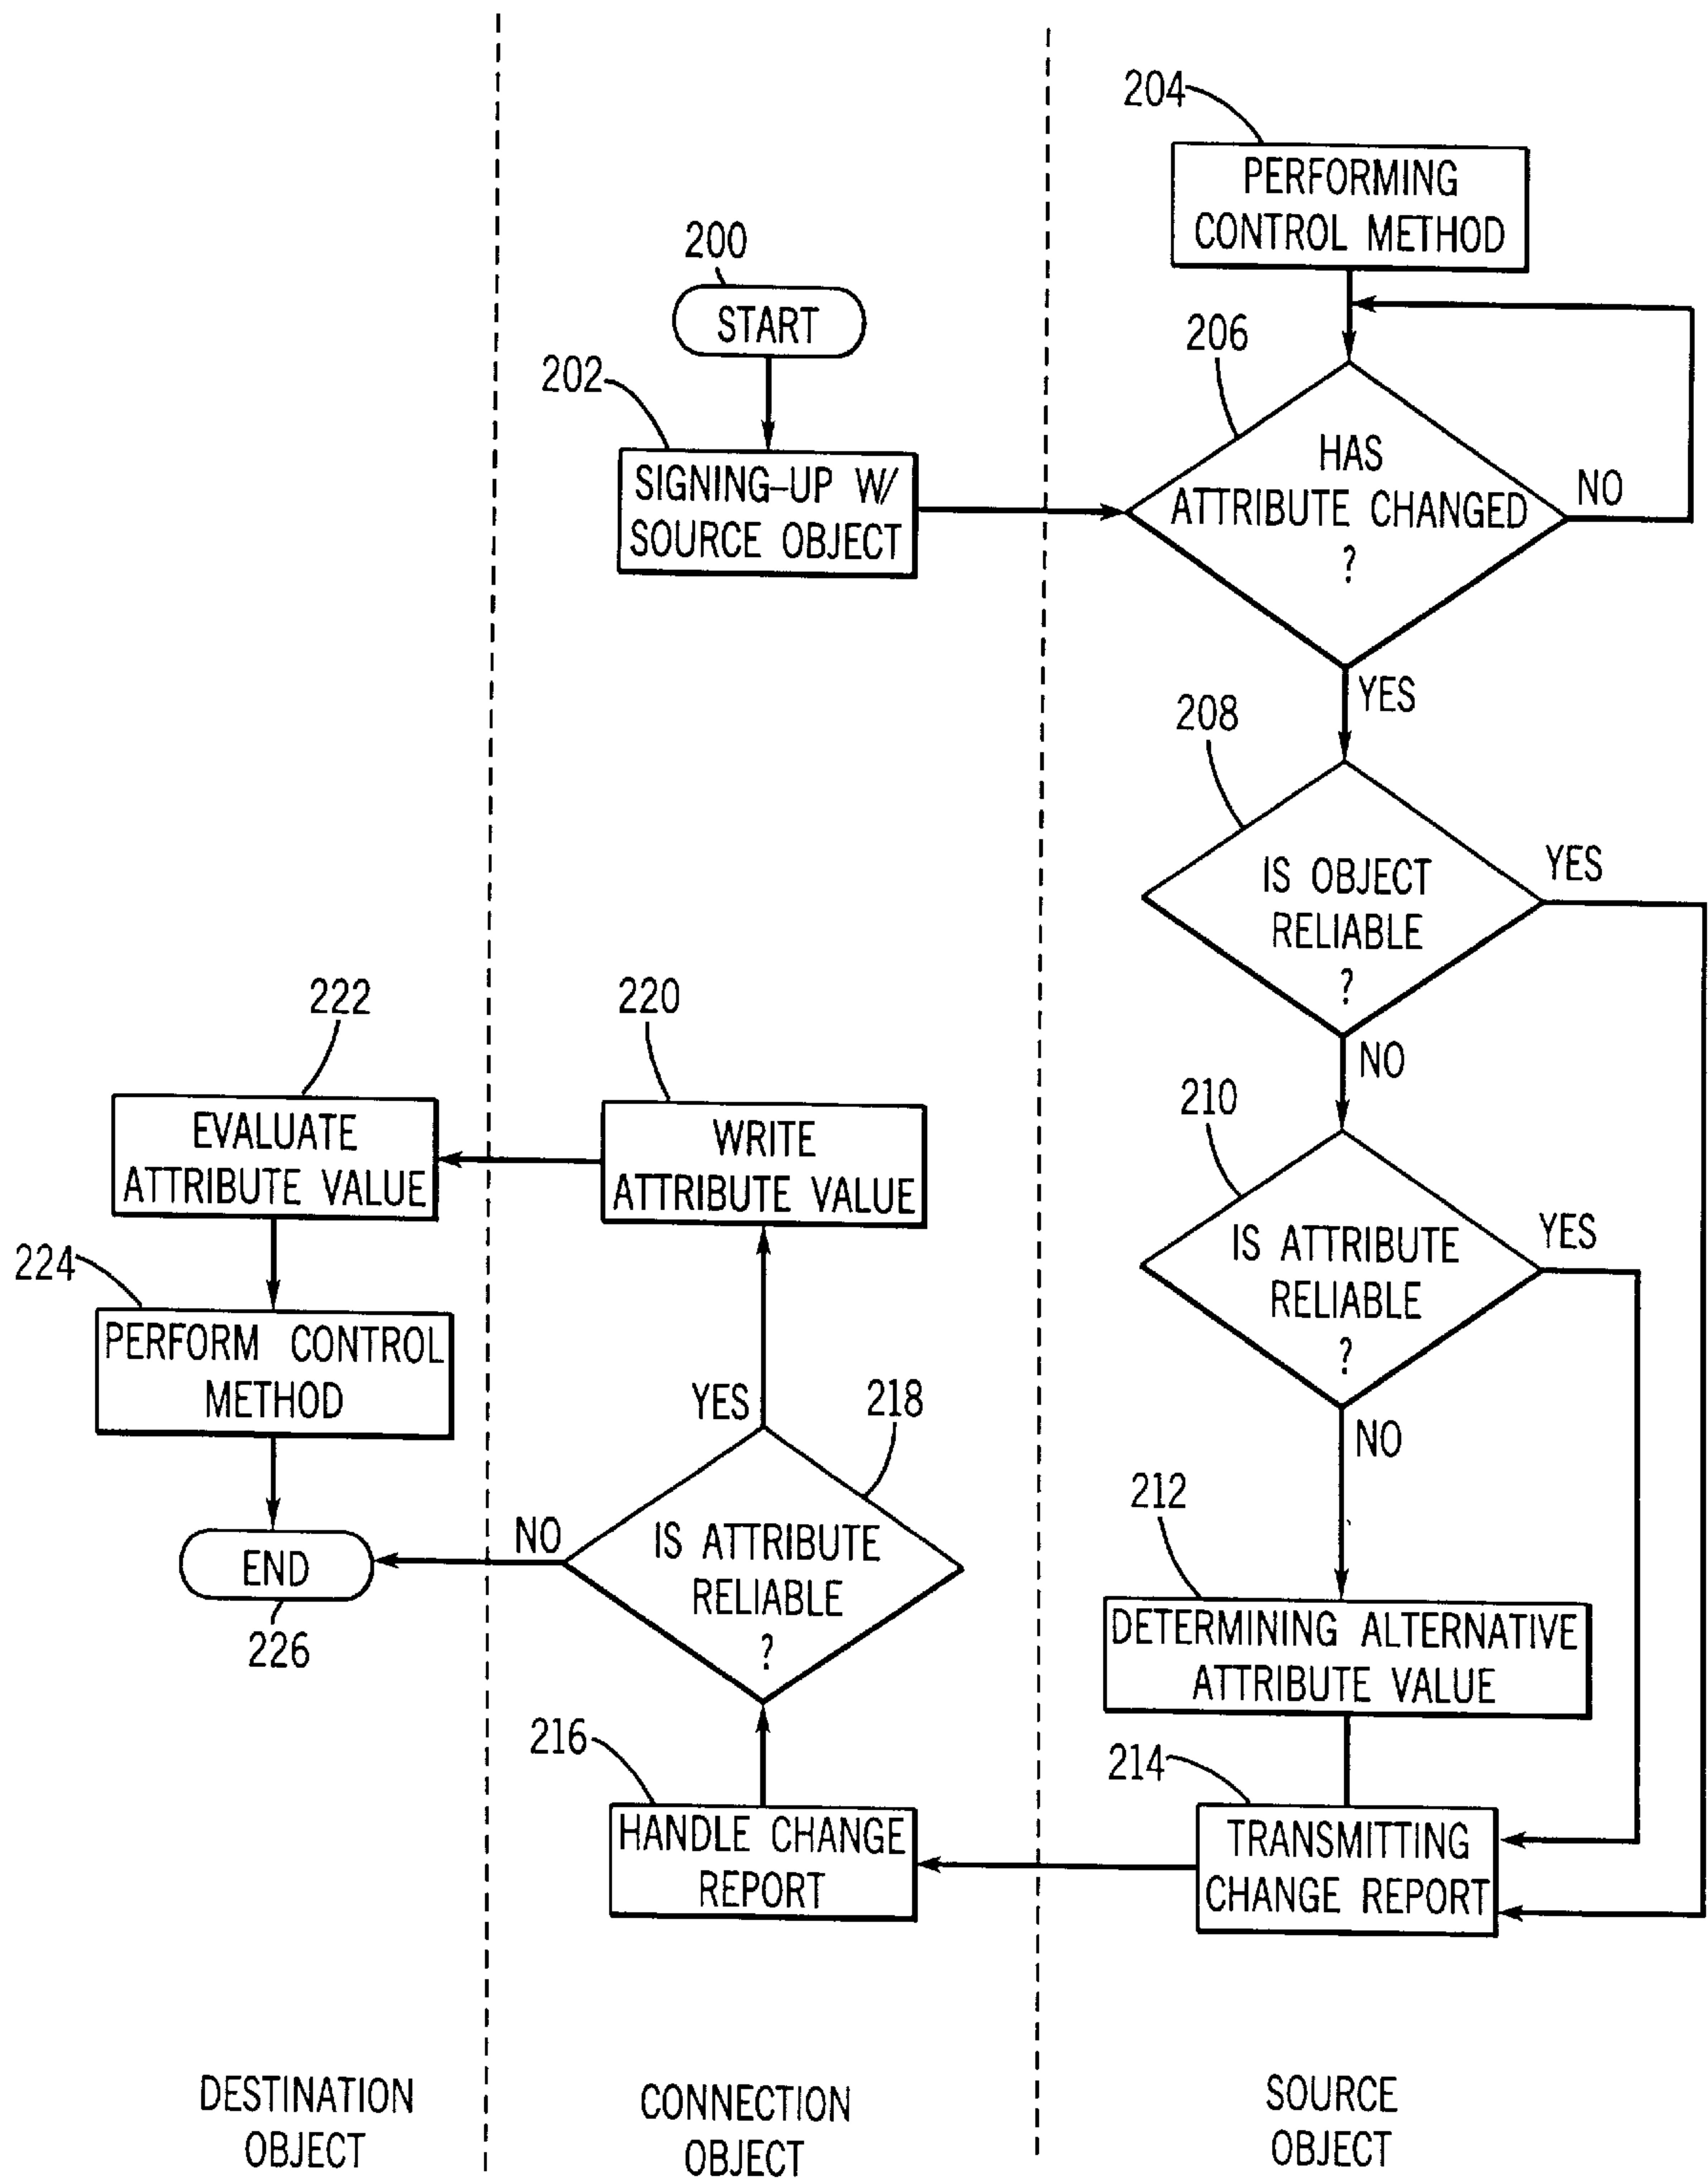 204
PERFORMING
CONTROL METHOD
200
START
202
SIGNING-UP W/
SOURCE OBJECT
206
HAS
ATTRIBUTE CHANGED
?
NO
YES
208
IS OBJECT
RELIABLE
?
YES
NO
210
IS ATTRIBUTE
RELIABLE
?
YES
NO
212
DETERMINING ALTERNATIVE
ATTRIBUTE VALUE
214
TRANSMITTING
CHANGE REPORT
216
HANDLE CHANGE
REPORT
218
IS ATTRIBUTE
RELIABLE
?
YES
NO
220
WRITE
ATTRIBUTE VALUE
222
EVALUATE
ATTRIBUTE VALUE
224
PERFORM CONTROL
METHOD
END
226
DESTINATION
OBJECT
CONNECTION
OBJECT
SOURCE
OBJECT